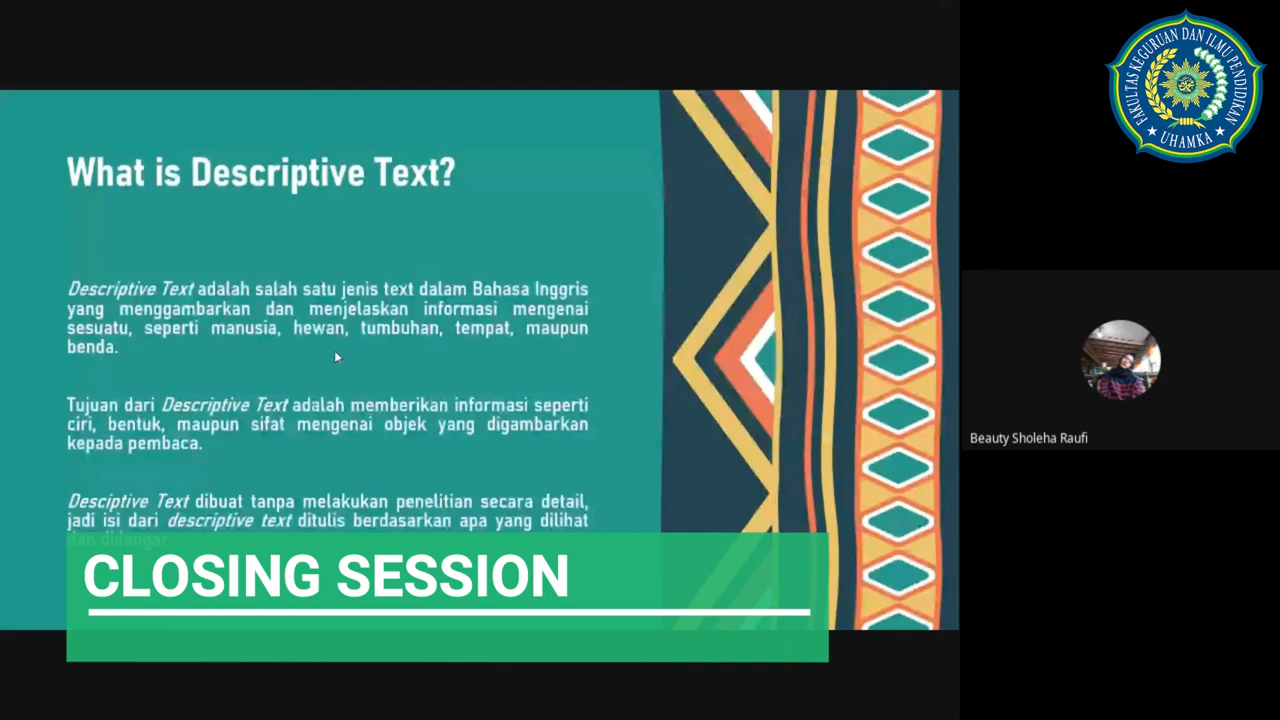 What is Descriptive Text?
Descriptive Text adalah salah satu jenis text dalam Bahasa Inggris
yang menggambarkan dan menjelaskan informasi mengenai
sesuatu, seperti manusia, hewan, tumbuhan, tempat, maupun
benda.
Tujuan dari Descriptive Text adalah memberikan informasi seperti
ciri, bentuk, maupun sifat mengenai objek yang digambarkan
kepada pembaca.
Desciptive Text dibuat tanpa melakukan penelitian secara detail,
jadi isi dari descriptive text ditulis berdasarkan apa yang dilihat
dan didengar.
CLOSING SESSION
FAKULTAS KEGURUAN DAN ILMU PENDIDIKAN
UHAMKA
Beauty Sholeha Raufi